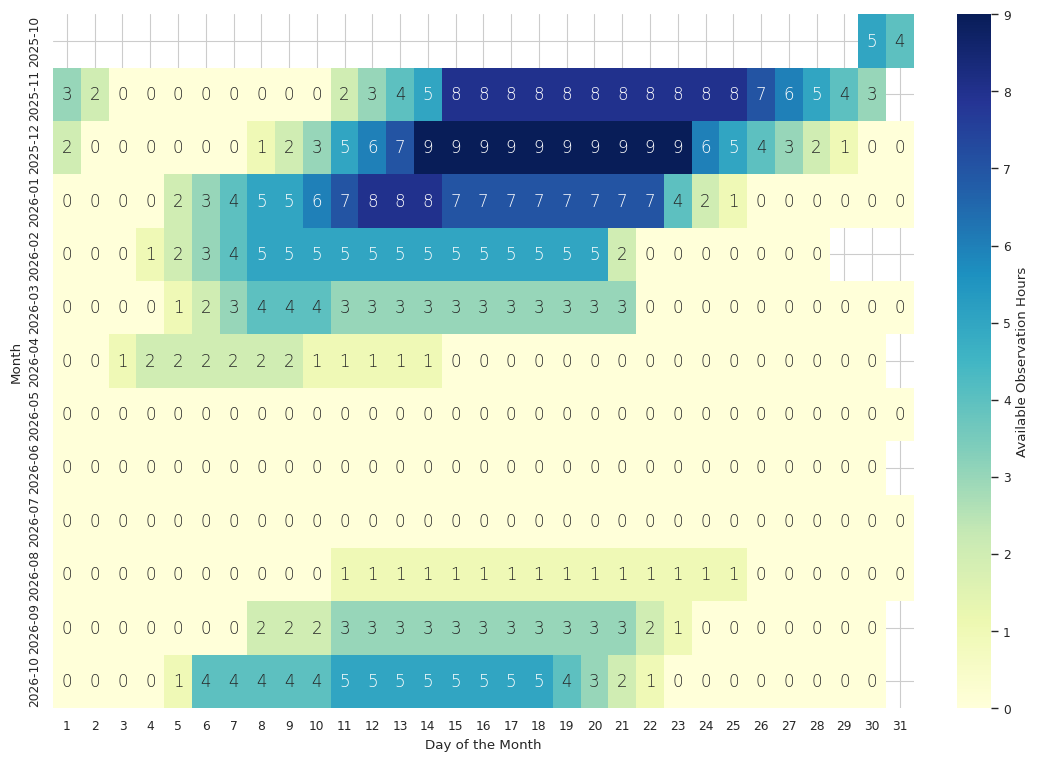 2025-10 5 4
2025-11 3 2 0 0 0 0 0 0 0 0 2 3 4 5 8 8 8 8 8 8 8 8 8 8 8 7 6 5 4 3
2025-12 2 0 0 0 0 0 0 1 2 3 5 6 7 9 9 9 9 9 9 9 9 9 9 6 5 4 3 2 1 0 0
2026-01 0 0 0 0 2 3 4 5 5 6 7 8 8 8 7 7 7 7 7 7 7 7 4 2 1 0 0 0 0 0 0
2026-02 0 0 0 1 2 3 4 5 5 5 5 5 5 5 5 5 5 5 5 5 2 0 0 0 0 0 0 0
2026-03 0 0 0 0 1 2 3 4 4 4 3 3 3 3 3 3 3 3 3 3 3 0 0 0 0 0 0 0 0 0 0
2026-04 0 0 1 2 2 2 2 2 2 1 1 1 1 1 0 0 0 0 0 0 0 0 0 0 0 0 0 0 0 0
2026-05 0 0 0 0 0 0 0 0 0 0 0 0 0 0 0 0 0 0 0 0 0 0 0 0 0 0 0 0 0 0 0
2026-06 0 0 0 0 0 0 0 0 0 0 0 0 0 0 0 0 0 0 0 0 0 0 0 0 0 0 0 0 0 0
2026-07 0 0 0 0 0 0 0 0 0 0 0 0 0 0 0 0 0 0 0 0 0 0 0 0 0 0 0 0 0 0 0
2026-08 0 0 0 0 0 0 0 0 0 0 1 1 1 1 1 1 1 1 1 1 1 1 1 1 1 0 0 0 0 0 0
2026-09 0 0 0 0 0 0 0 2 2 2 3 3 3 3 3 3 3 3 3 3 3 2 1 0 0 0 0 0 0 0
2026-10 0 0 0 0 1 4 4 4 4 4 5 5 5 5 5 5 5 5 4 3 2 1 0 0 0 0 0 0 0 0
1 2 3 4 5 6 7 8 9 10 11 12 13 14 15 16 17 18 19 20 21 22 23 24 25 26 27 28 29 30 31
Day of the Month
Month
9
8
7
6
5
4
3
2
1
0
Available Observation Hours